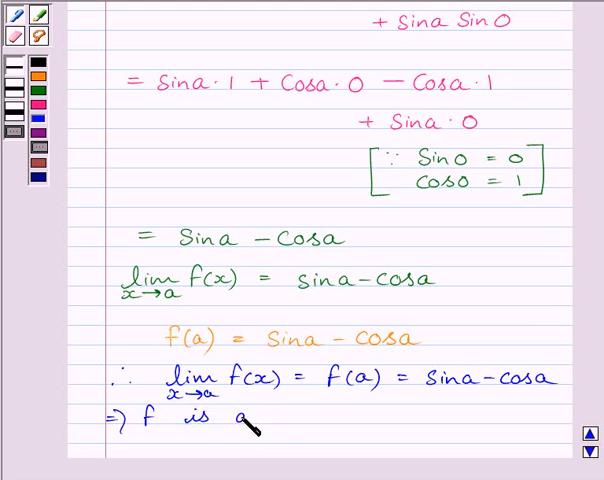 + Sina Sin0
= Sina·1 + Cosa·0 – Cosa·1
+ Sina·0
[∵ Sin0 = 0
Cos0 = 1]
= Sina – Cosa
lim f(x) = sina – cosa
x→a
f(a) = sina – cosa
∴ lim f(x) = f(a) = sina – cosa
x→a
⇒ f is a